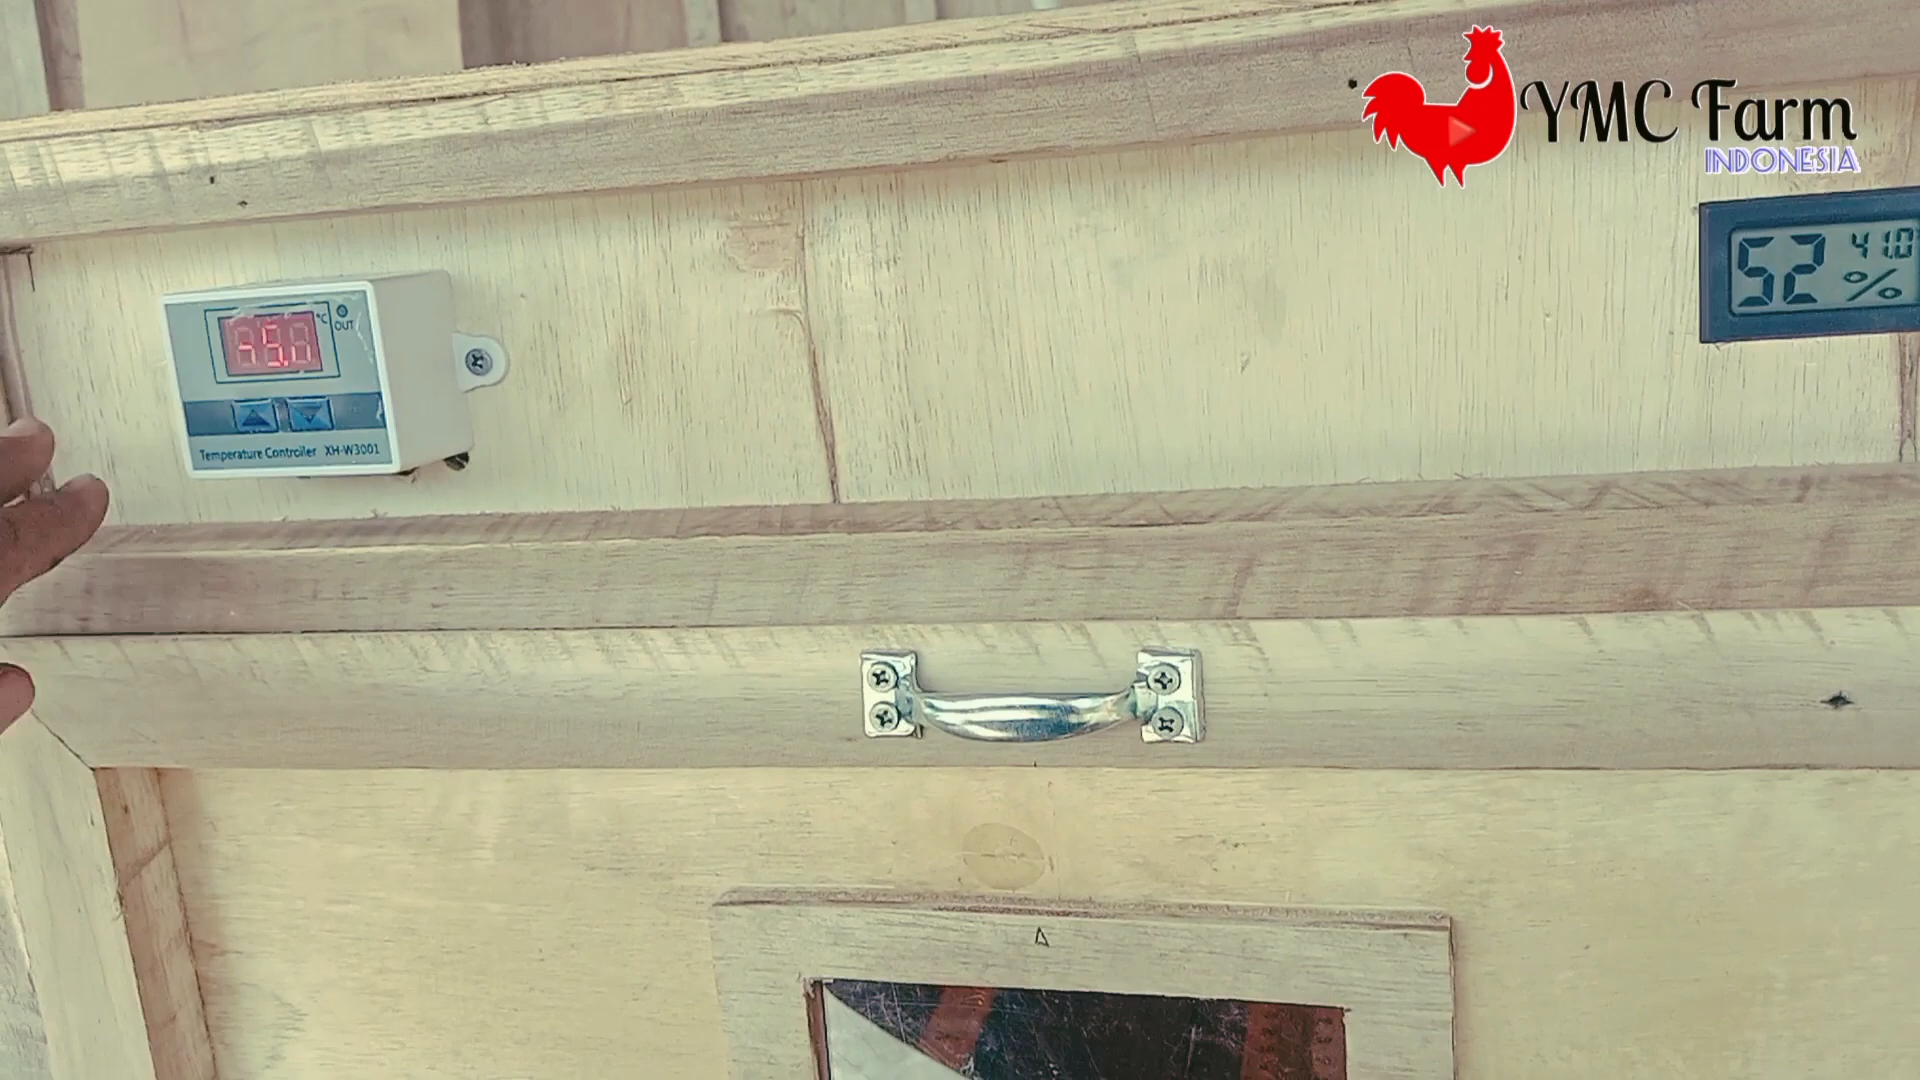 YMC Farm
INDONESIA
52
41.0
%
°C
OUT
Temperature Controller XH-W3001